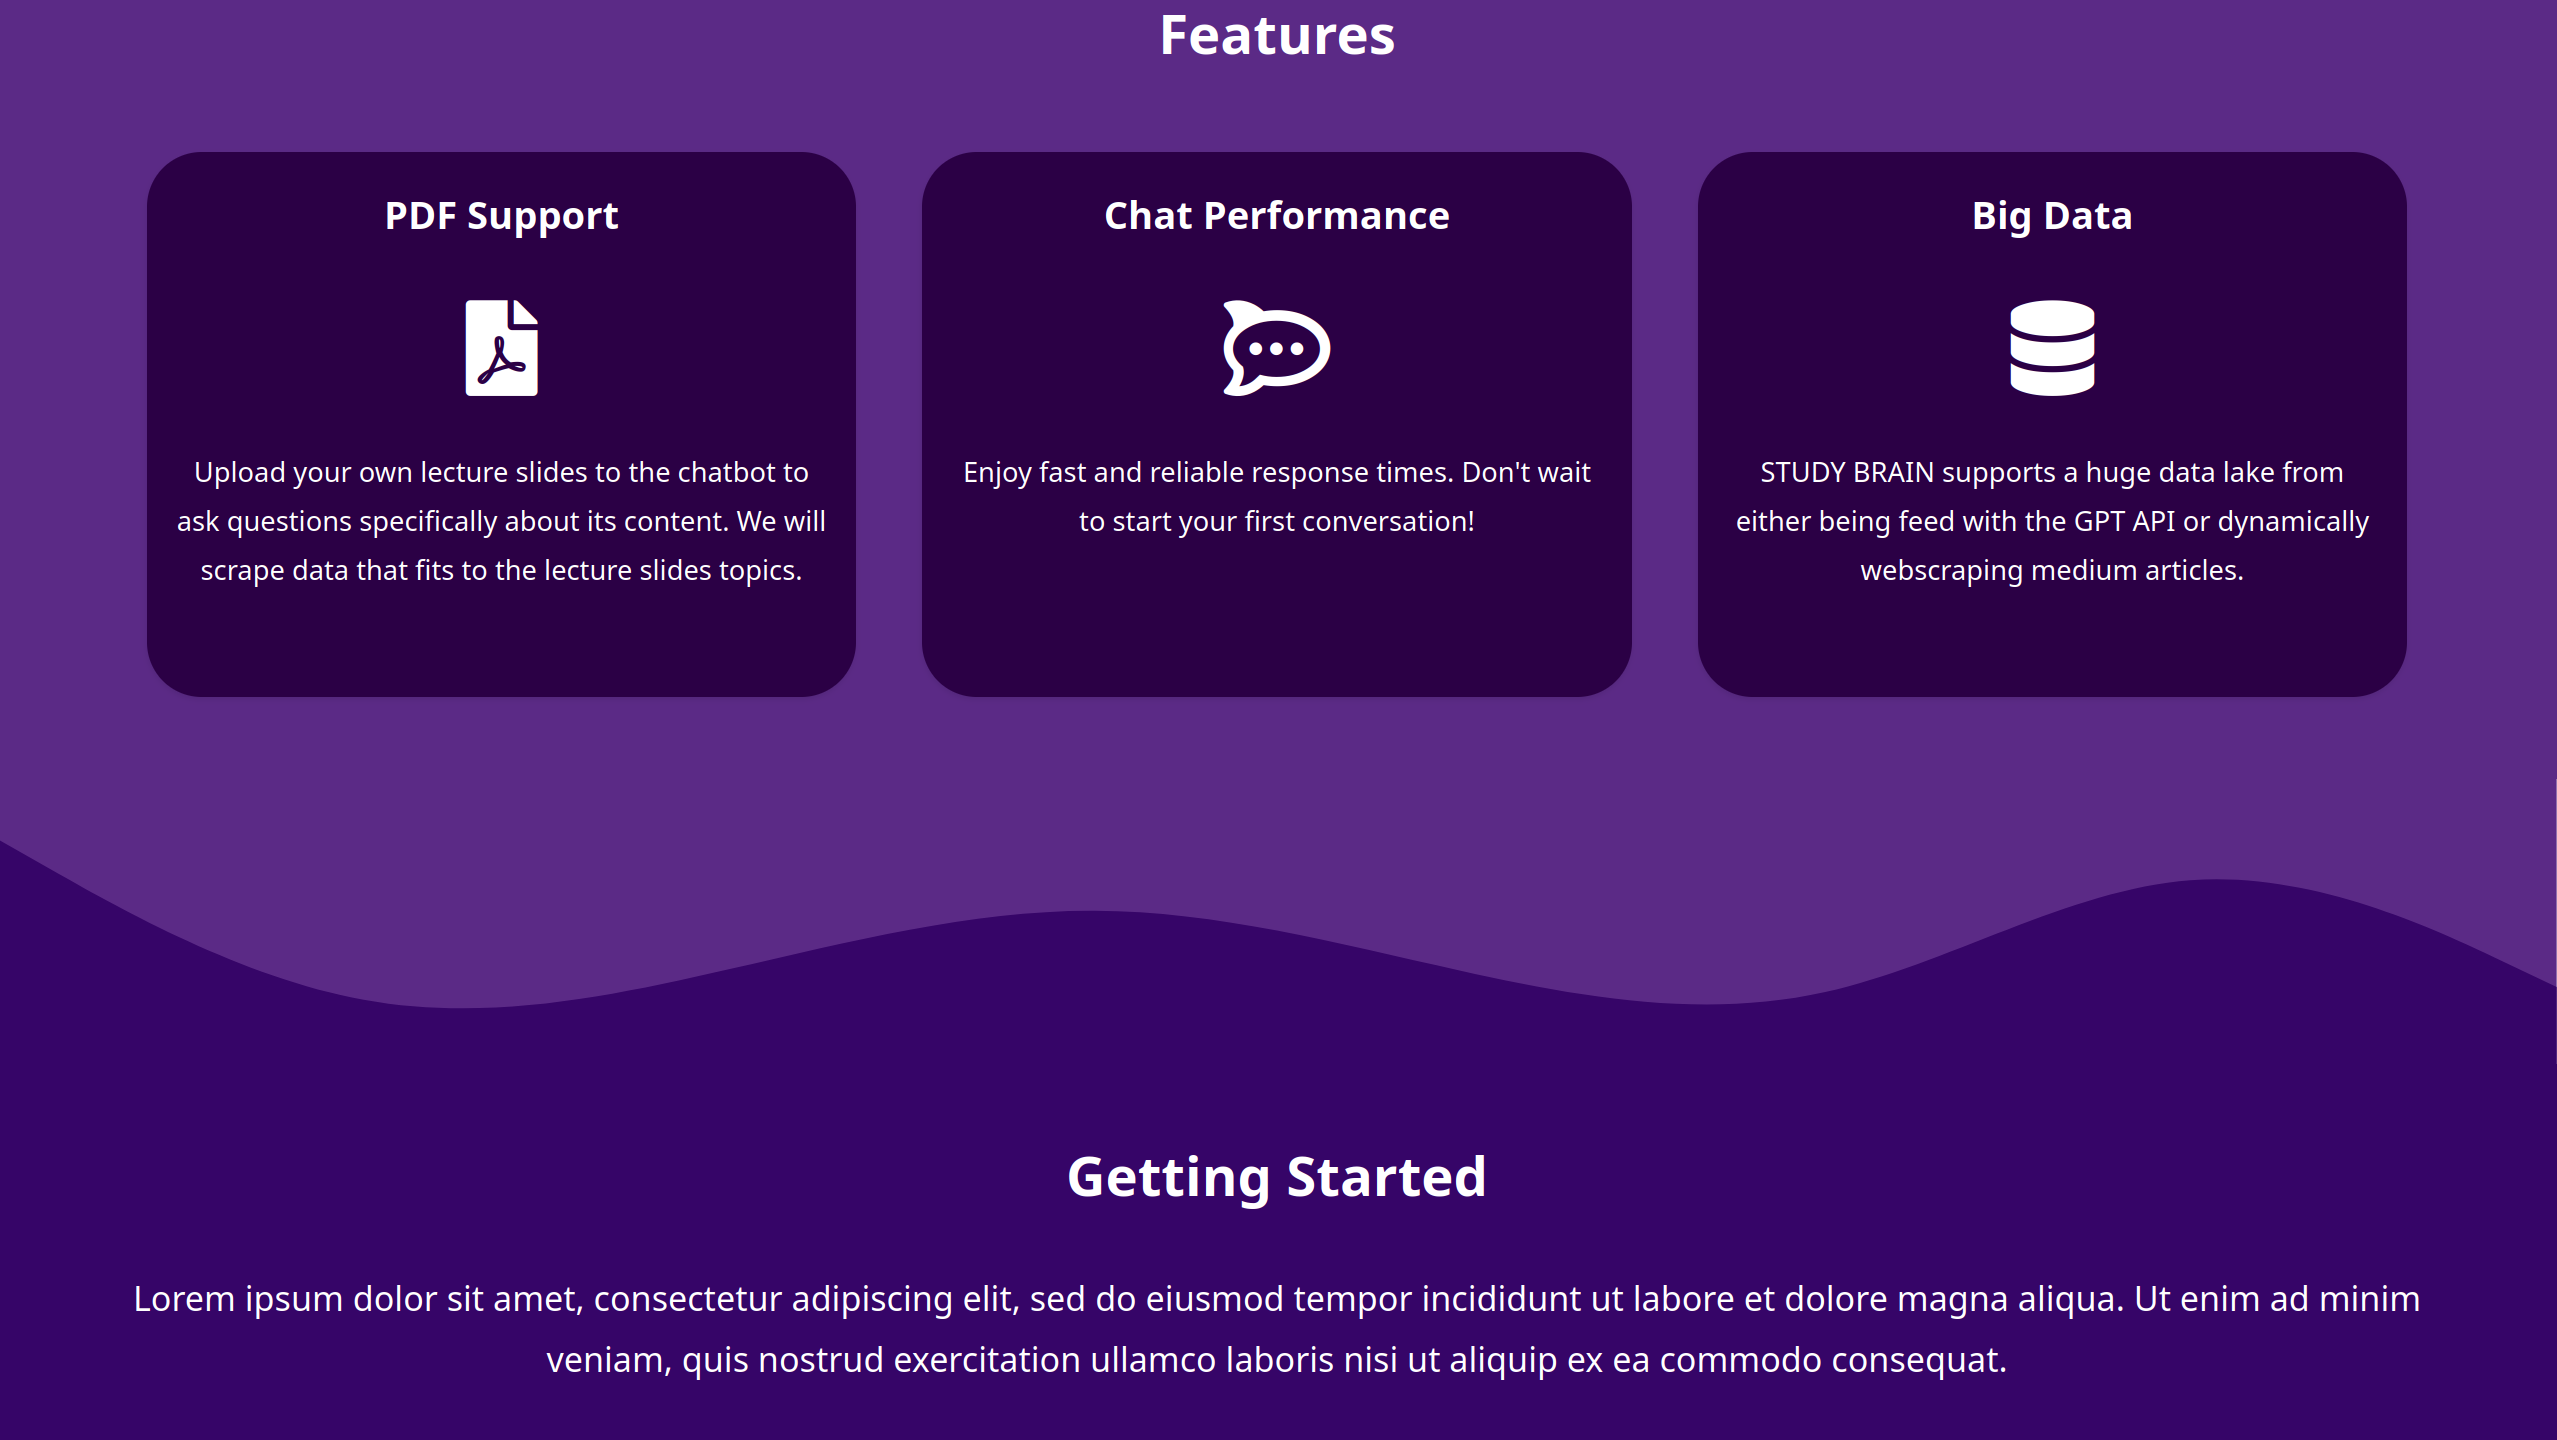 Features
PDF Support
Upload your own lecture slides to the chatbot to
ask questions specifically about its content. We will
scrape data that fits to the lecture slides topics.
Chat Performance
Enjoy fast and reliable response times. Don't wait
to start your first conversation!
Big Data
STUDY BRAIN supports a huge data lake from
either being feed with the GPT API or dynamically
webscraping medium articles.
Getting Started
Lorem ipsum dolor sit amet, consectetur adipiscing elit, sed do eiusmod tempor incididunt ut labore et dolore magna aliqua. Ut enim ad minim
veniam, quis nostrud exercitation ullamco laboris nisi ut aliquip ex ea commodo consequat.